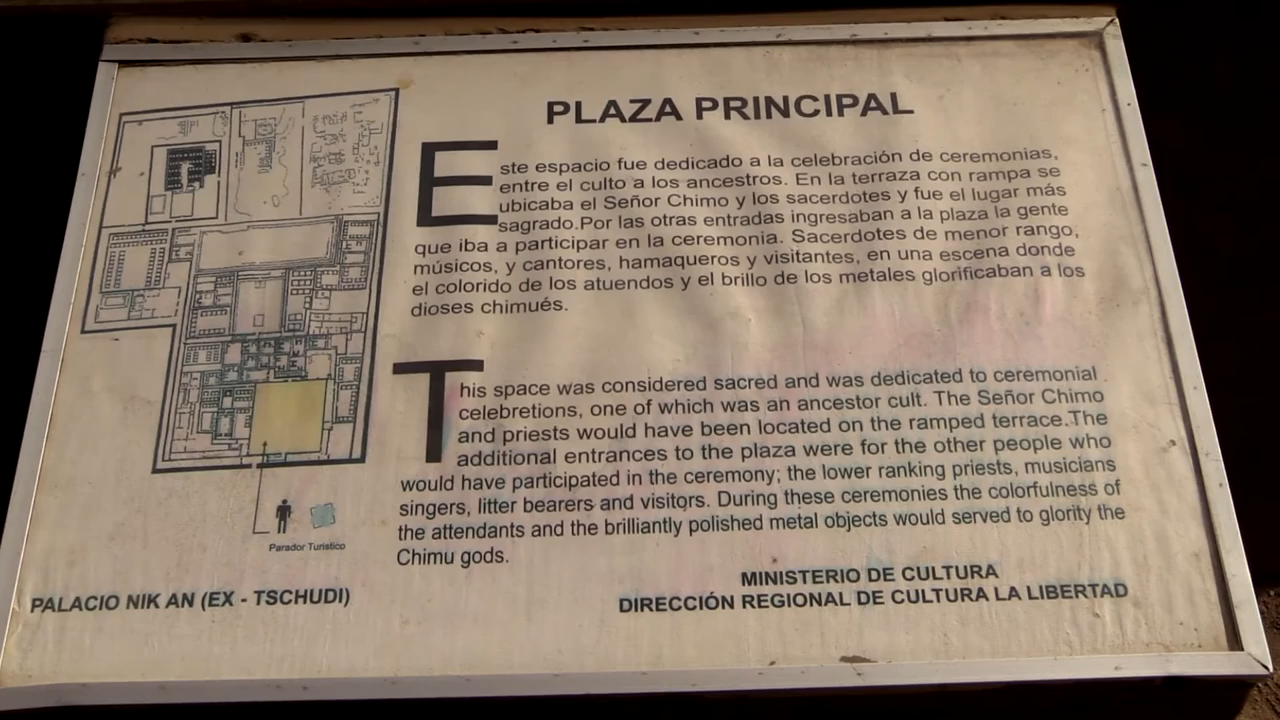 PLAZA PRINCIPAL
Este espacio fue dedicado a la celebración de ceremonias,
entre el culto a los ancestros. En la terraza con rampa se
ubicaba el Señor Chimo y los sacerdotes y fue el lugar más
sagrado.Por las otras entradas ingresaban a la plaza la gente
que iba a participar en la ceremonia. Sacerdotes de menor rango,
músicos, y cantores, hamaqueros y visitantes, en una escena donde
el colorido de los atuendos y el brillo de los metales glorificaban a los
dioses chimués.
This space was considered sacred and was dedicated to ceremonial
celebretions, one of which was an ancestor cult. The Señor Chimo
and priests would have been located on the ramped terrace.The
additional entrances to the plaza were for the other people who
would have participated in the ceremony; the lower ranking priests, musicians
singers, litter bearers and visitors. During these ceremonies the colorfulness of
the attendants and the brilliantly polished metal objects would served to glority the
Chimu gods.
Parador Turistico
PALACIO NIK AN (EX - TSCHUDI)
MINISTERIO DE CULTURA
DIRECCIÓN REGIONAL DE CULTURA LA LIBERTAD